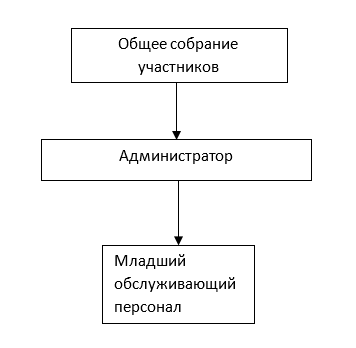 Общее собрание
участников
Администратор
Младший
обслуживающий
персонал